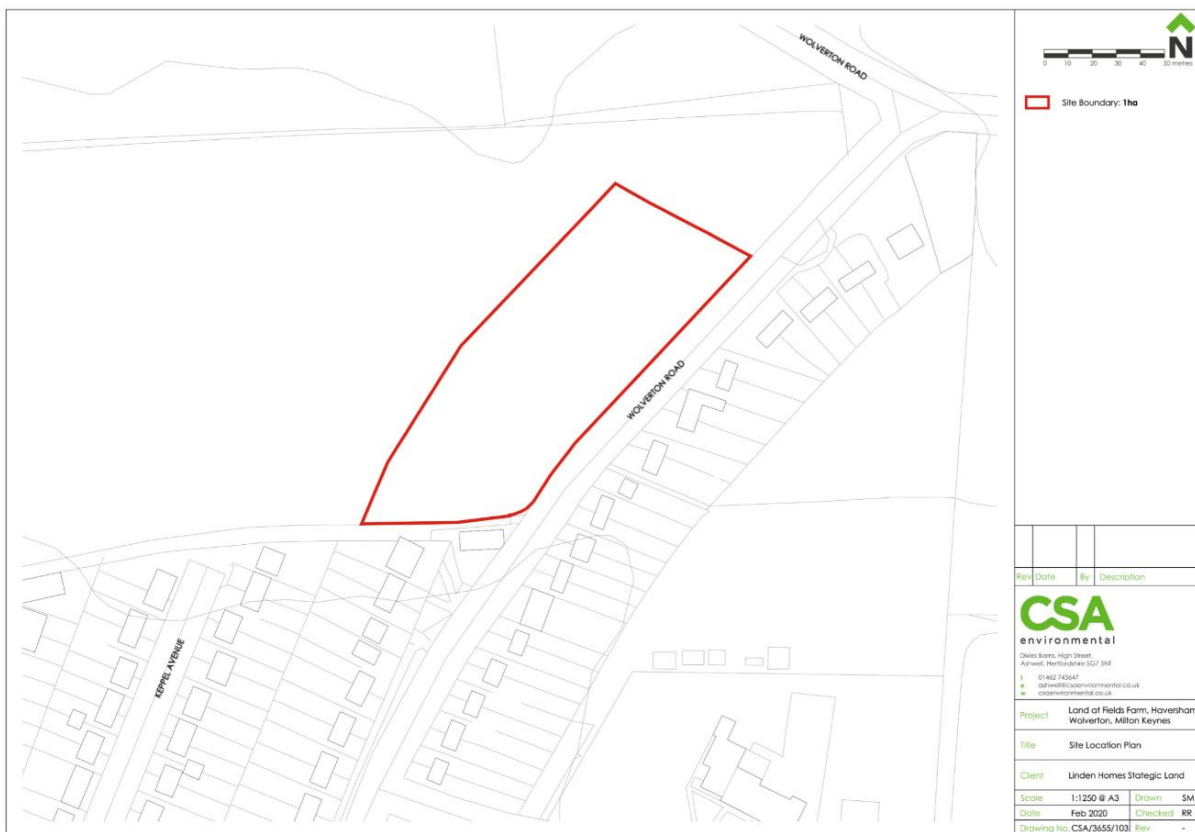 WOLVERTON ROAD
N
0 10 20 30 40 50 metres
Site Boundary: 1ha
WOLVERTON ROAD
KEPPEL AVENUE
Rev Date By Description
CSA
environmental
Dixies Barns, High Street,
Ashwell, Hertfordshire SG7 5NT
t 01462 743647
e ashwell@csaenvironmental.co.uk
w csaenvironmental.co.uk
Project Land at Fields Farm, Haversham
Wolverton, Milton Keynes
Title Site Location Plan
Client Linden Homes Stategic Land
Scale 1:1250 @ A3 Drawn SM
Date Feb 2020 Checked RR
Drawing No. CSA/3655/103 Rev -